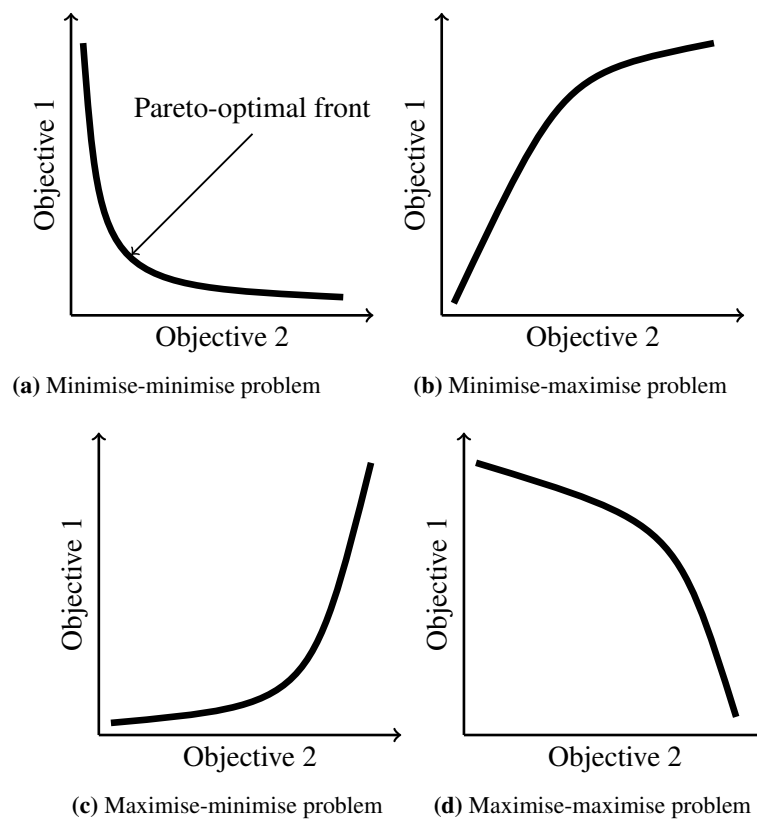 Objective 1
Pareto-optimal front
Objective 2
(a) Minimise-minimise problem
Objective 1
Objective 2
(b) Minimise-maximise problem
Objective 1
Objective 2
(c) Maximise-minimise problem
Objective 1
Objective 2
(d) Maximise-maximise problem